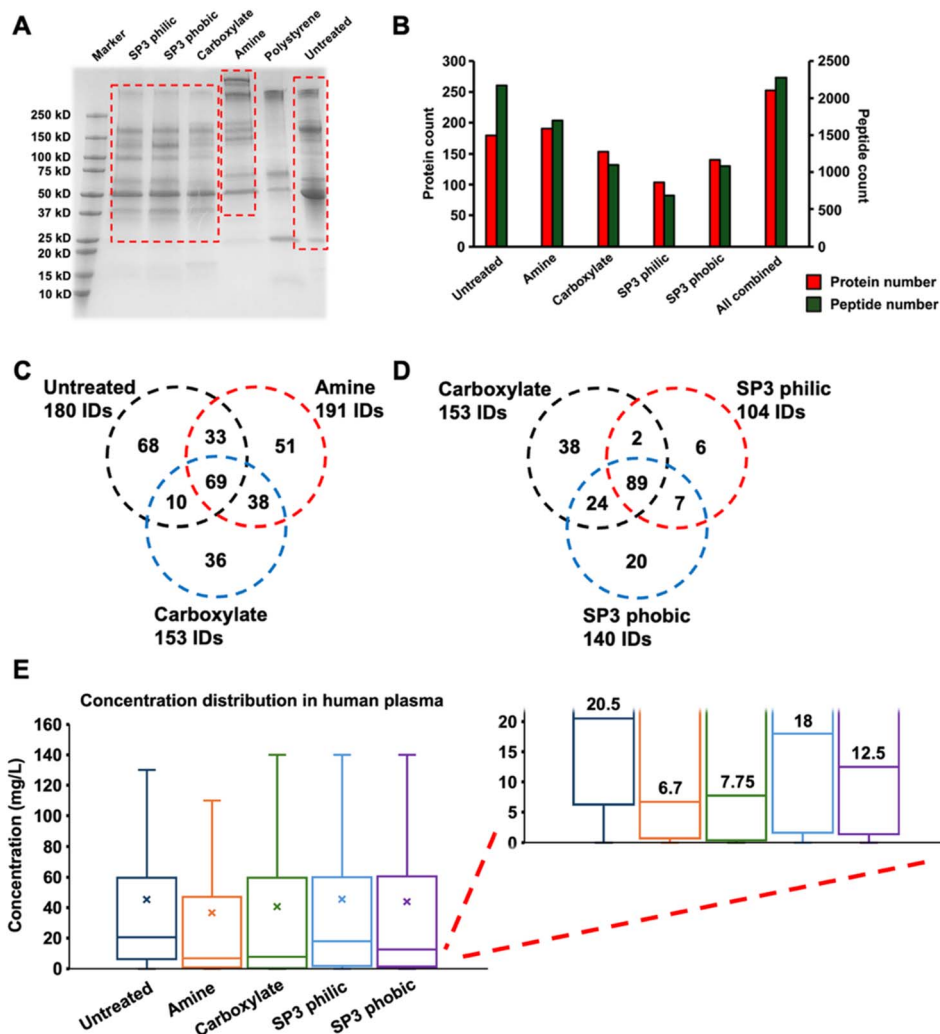 A
Marker
SP3 philic
SP3 phobic
Carboxylate
Amine
Polystyrene
Untreated
250 kD
150 kD
100 kD
75 kD
50 kD
37 kD
25 kD
20 kD
15 kD
10 kD
B
300
250
200
150
100
50
0
Protein count
2500
2000
1500
1000
500
0
Peptide count
Untreated
Amine
Carboxylate
SP3 philic
SP3 phobic
All combined
Protein number
Peptide number
C
Untreated
180 IDs
Amine
191 IDs
68
33
51
69
10
38
36
Carboxylate
153 IDs
D
Carboxylate
153 IDs
SP3 philic
104 IDs
38
2
6
89
24
7
20
SP3 phobic
140 IDs
E
Concentration distribution in human plasma
Concentration (mg/L)
160
140
120
100
80
60
40
20
0
Untreated
Amine
Carboxylate
SP3 philic
SP3 phobic
20
15
10
5
0
20.5
6.7
7.75
18
12.5